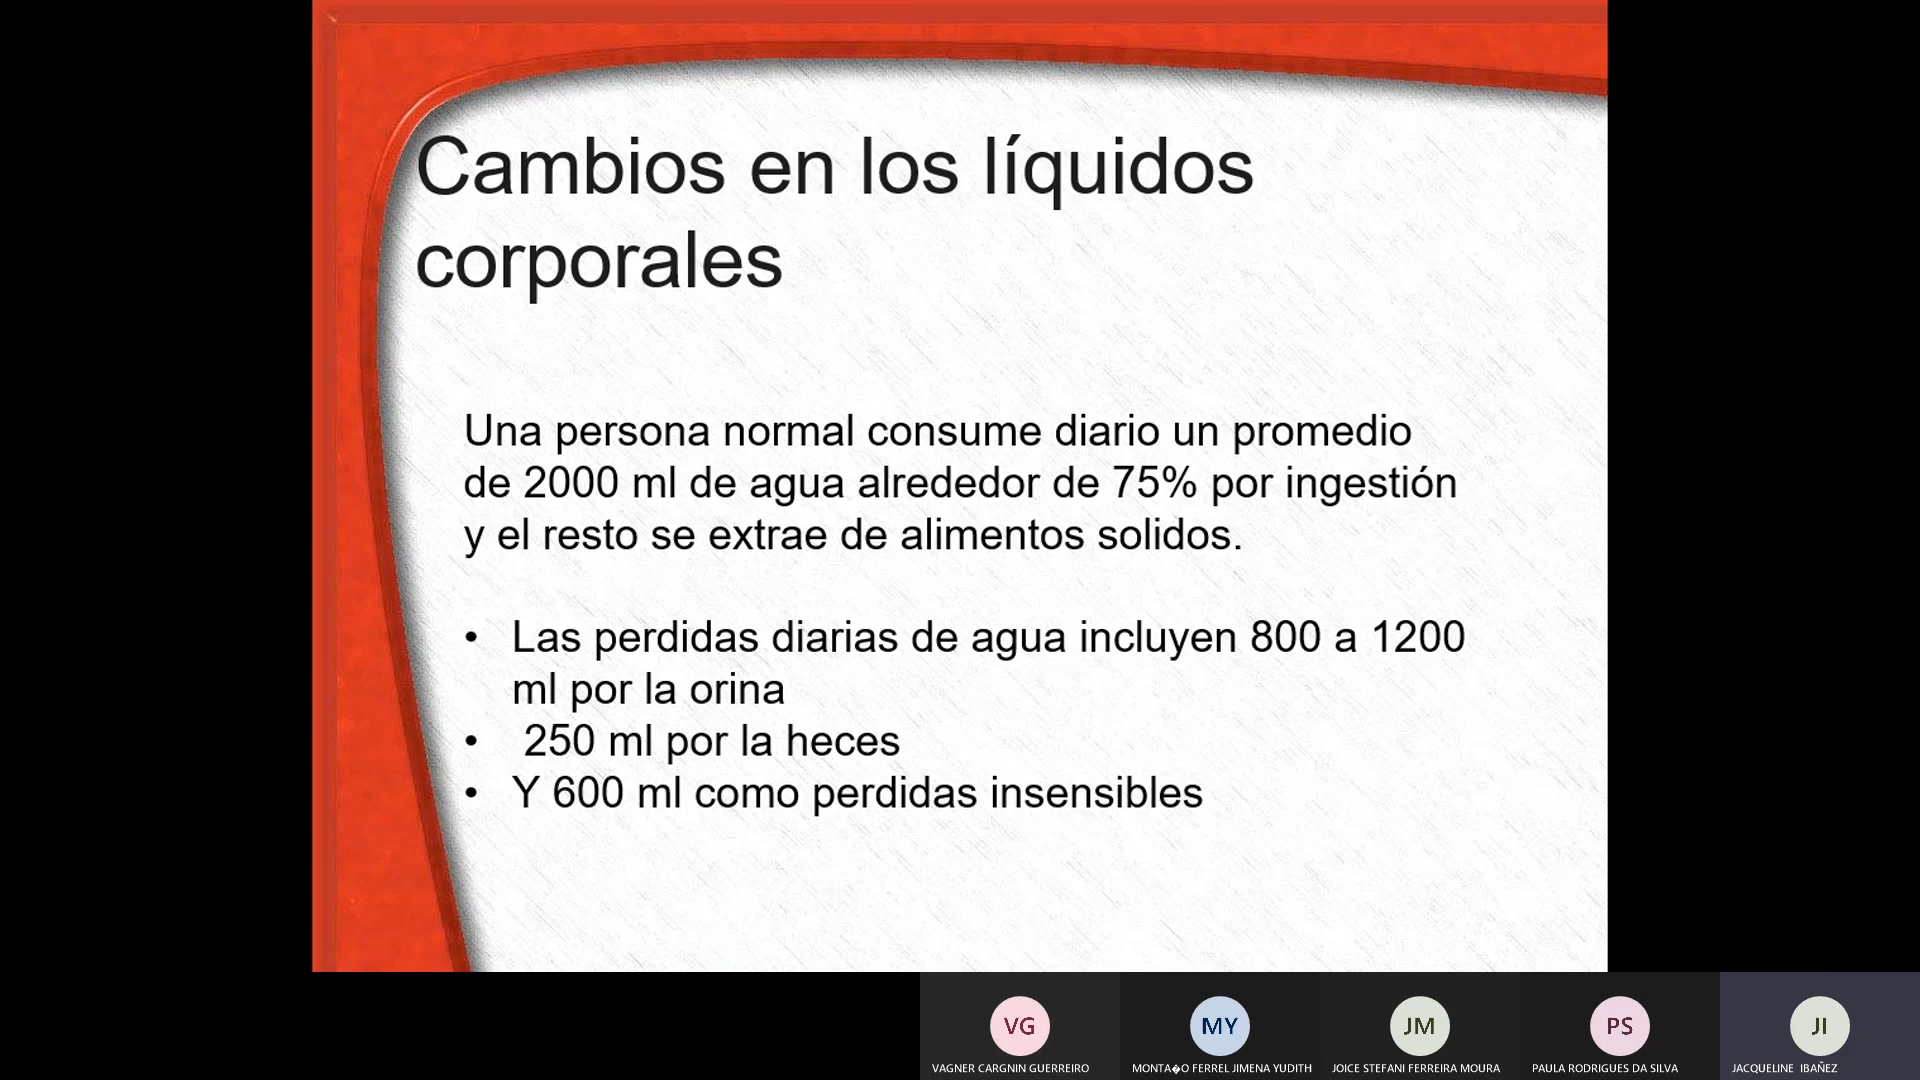 Cambios en los líquidos
corporales
Una persona normal consume diario un promedio
de 2000 ml de agua alrededor de 75% por ingestión
y el resto se extrae de alimentos solidos.
• Las perdidas diarias de agua incluyen 800 a 1200
ml por la orina
• 250 ml por la heces
• Y 600 ml como perdidas insensibles
VG MY JM PS JI
VAGNER CARGNIN GUERREIRO MONTA�O FERREL JIMENA YUDITH JOICE STEFANI FERREIRA MOURA PAULA RODRIGUES DA SILVA JACQUELINE IBAÑEZ